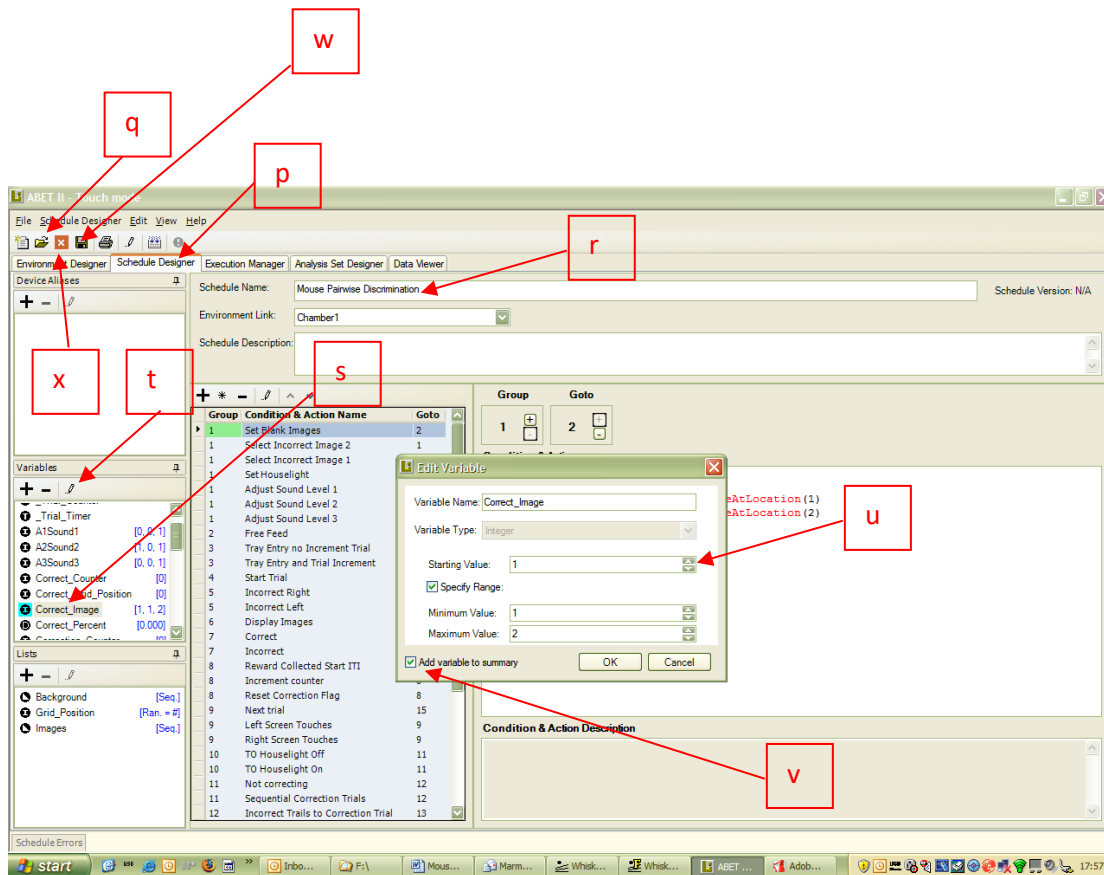 w
q
p
ABET II - Touch mode
File Schedule Designer Edit View Help
r
Environment Designer Schedule Designer Execution Manager Analysis Set Designer Data Viewer
Device Aliases
Schedule Name: Mouse Pairwise Discrimination Schedule Version: N/A
Environment Link: Chamber1
Schedule Description:
x
t
s
Group Condition & Action Name Goto
1 Set Blank Images 2
1 Select Incorrect Image 2 1
1 Select Incorrect Image 1 1
1 Set Houselight
1 Adjust Sound Level 1
1 Adjust Sound Level 2
1 Adjust Sound Level 3
2 Free Feed
3 Tray Entry no Increment Trial
3 Tray Entry and Trial Increment
4 Start Trial
5 Incorrect Right
5 Incorrect Left
6 Display Images
7 Correct
7 Incorrect
8 Reward Collected Start ITI
8 Increment counter
8 Reset Correction Flag 8
9 Next trial 15
9 Left Screen Touches 9
9 Right Screen Touches 9
10 TO Houselight Off 11
10 TO Houselight On 11
11 Not correcting 12
11 Sequential Correction Trials 12
12 Incorrect Trails to Correction Trial 13
Group Goto
1 2
eAtLocation(1)
eAtLocation(2)
u
Variables
_Trial_Counter
_Trial_Timer
A1Sound1 [0, 0, 1]
A2Sound2 [1, 0, 1]
A3Sound3 [0, 0, 1]
Correct_Counter [0]
Correct_Grid_Position [0]
Correct_Image [1, 1, 2]
Correct_Percent [0.000]
Correction_Counter [0]
Lists
Background [Seq.]
Grid_Position [Ran. = #]
Images [Seq.]
Edit Variable
Variable Name: Correct_Image
Variable Type: Integer
Starting Value: 1
Specify Range:
Minimum Value: 1
Maximum Value: 2
Add variable to summary OK Cancel
Condition & Action Description
v
Schedule Errors
start Inbo... F:\ Mous... Marm... Whisk... Whisk... ABET ... Adob... 17:57